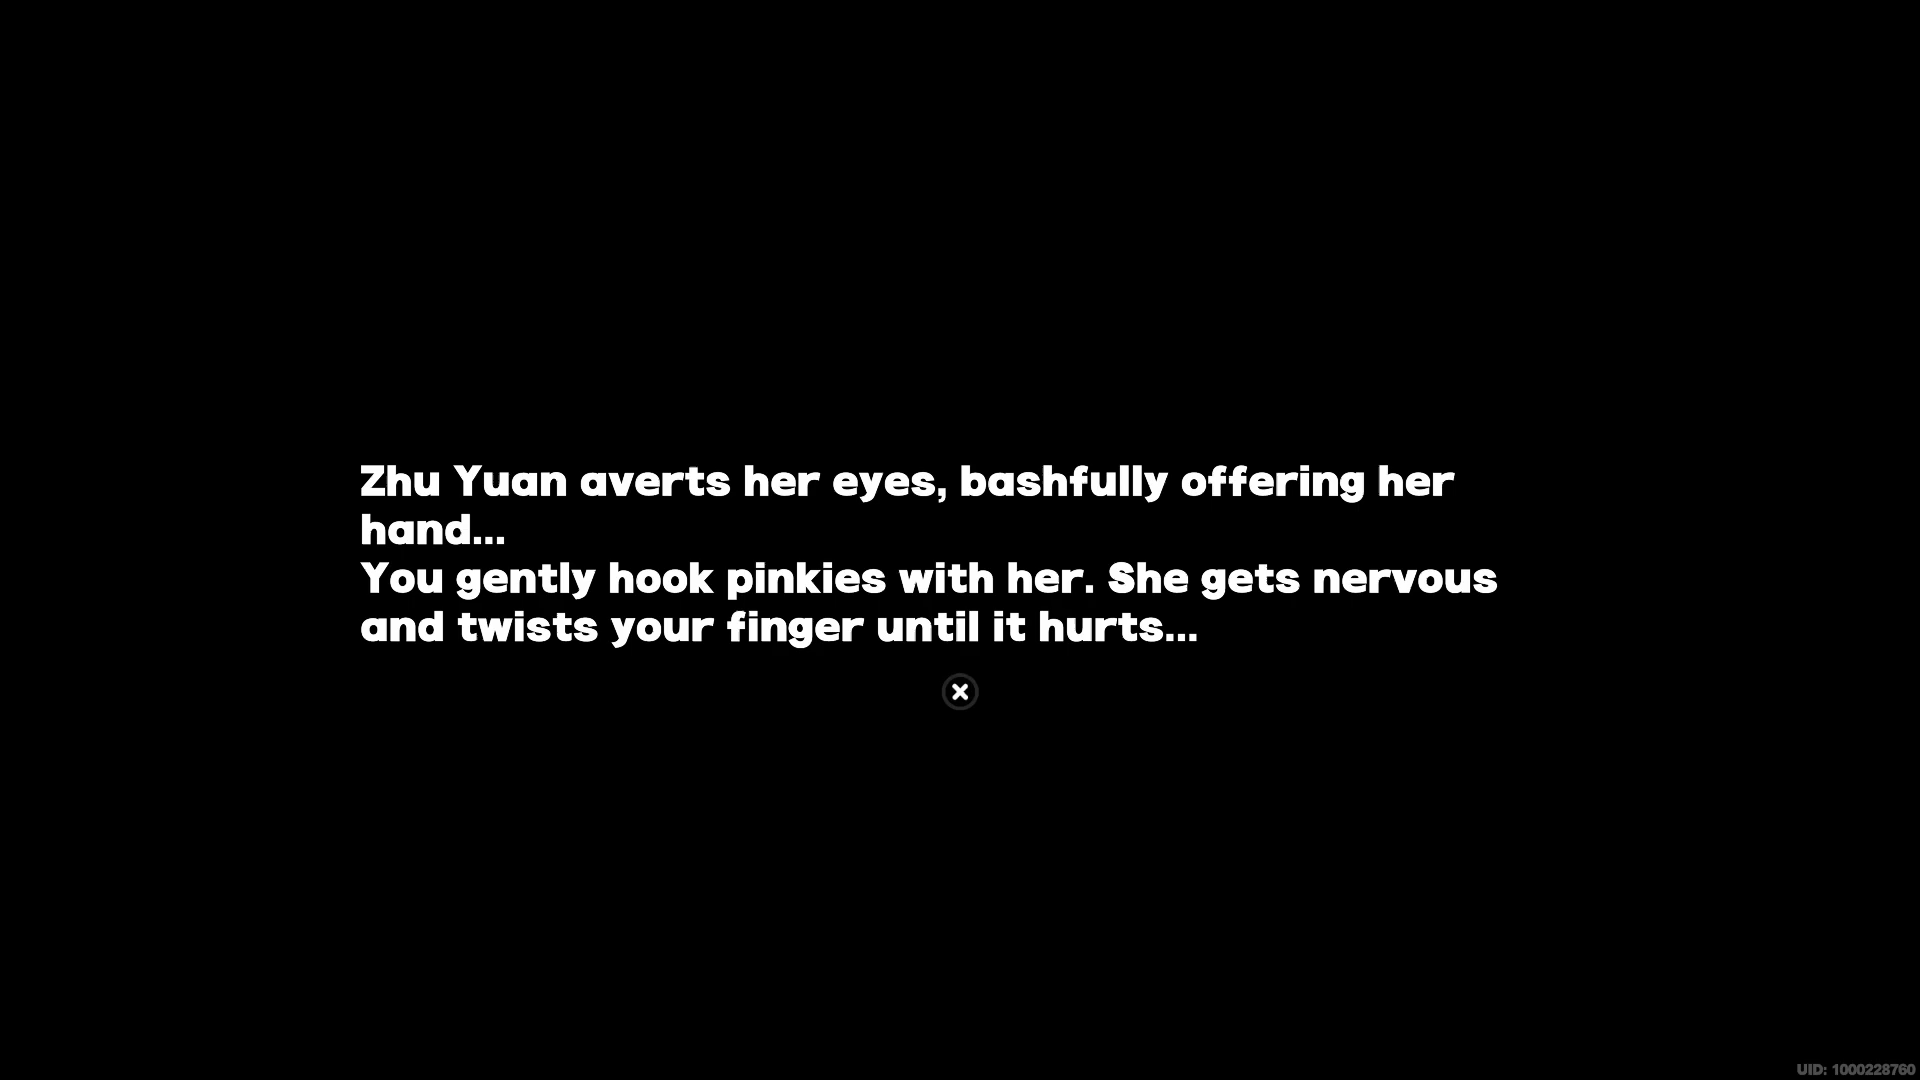 Zhu Yuan averts her eyes, bashfully offering her
hand...
You gently hook pinkies with her. She gets nervous
and twists your finger until it hurts...
UID: 1000228760